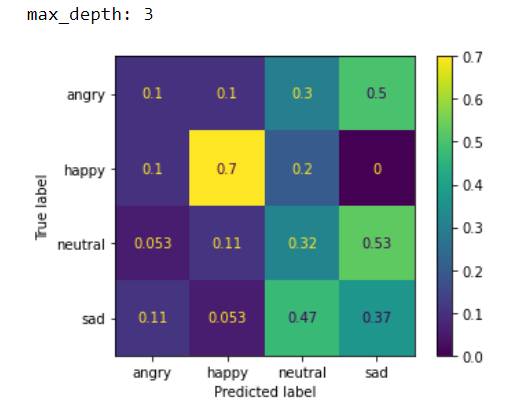 max_depth: 3
angry 0.1 0.1 0.3 0.5
happy 0.1 0.7 0.2 0
neutral 0.053 0.11 0.32 0.53
sad 0.11 0.053 0.47 0.37
angry happy neutral sad
Predicted label
True label
0.7
0.6
0.5
0.4
0.3
0.2
0.1
0.0